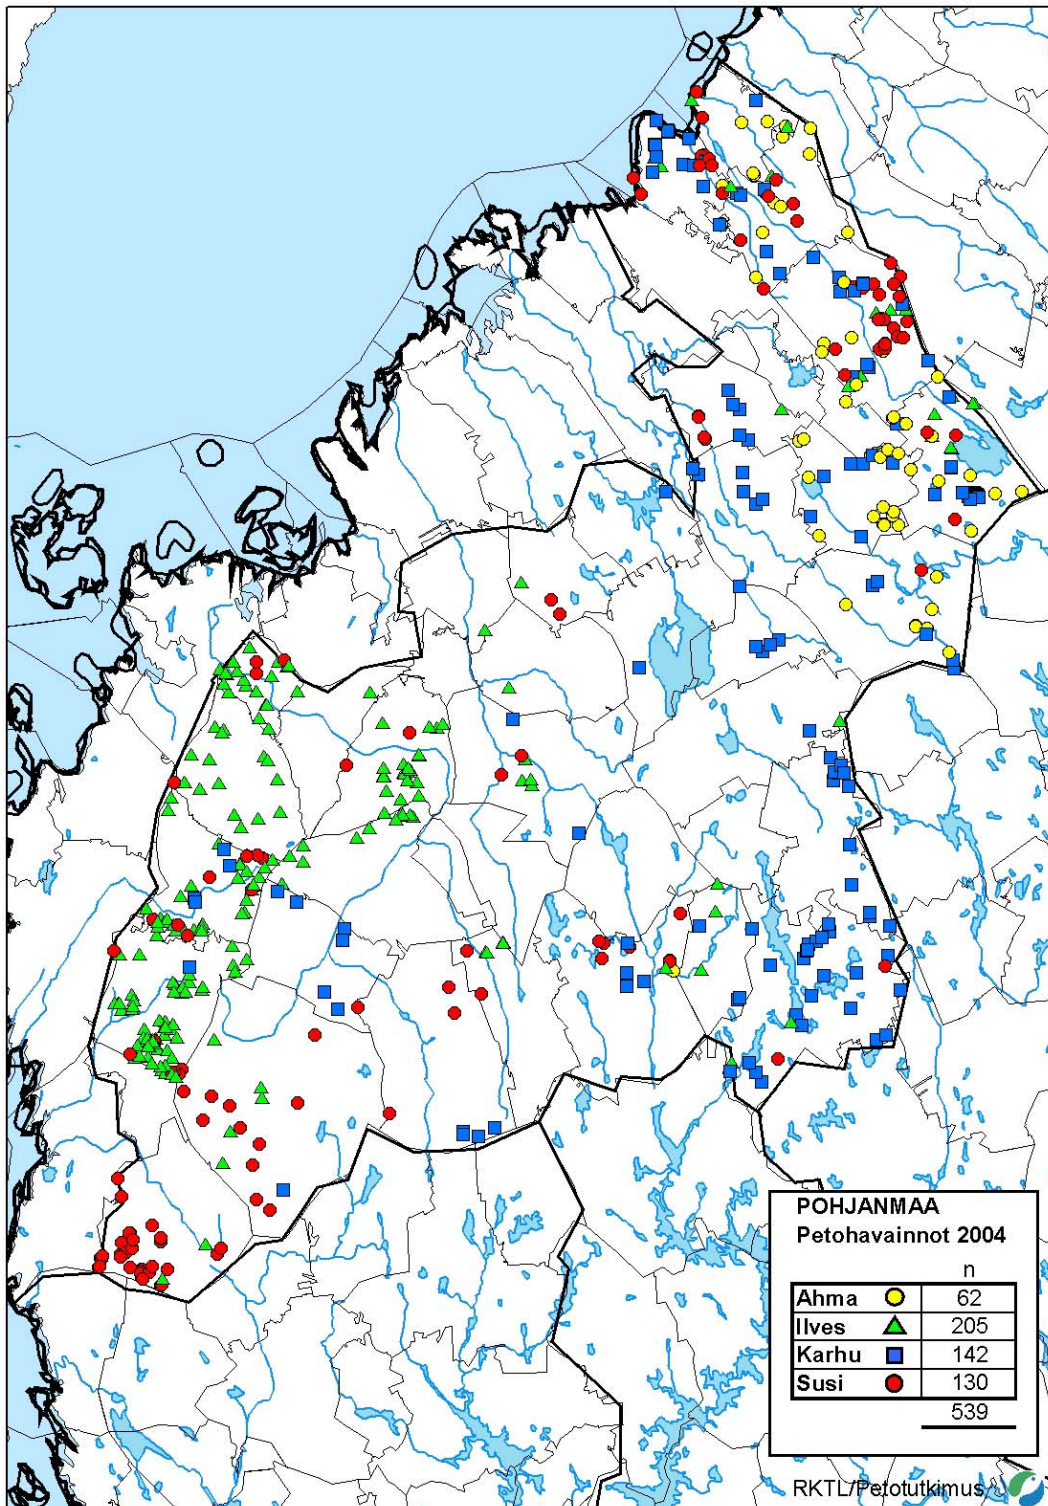 POHJANMAA
Petohavainnot 2004
n
Ahma 62
Ilves 205
Karhu 142
Susi 130
539
RKTL/Petotutkimus